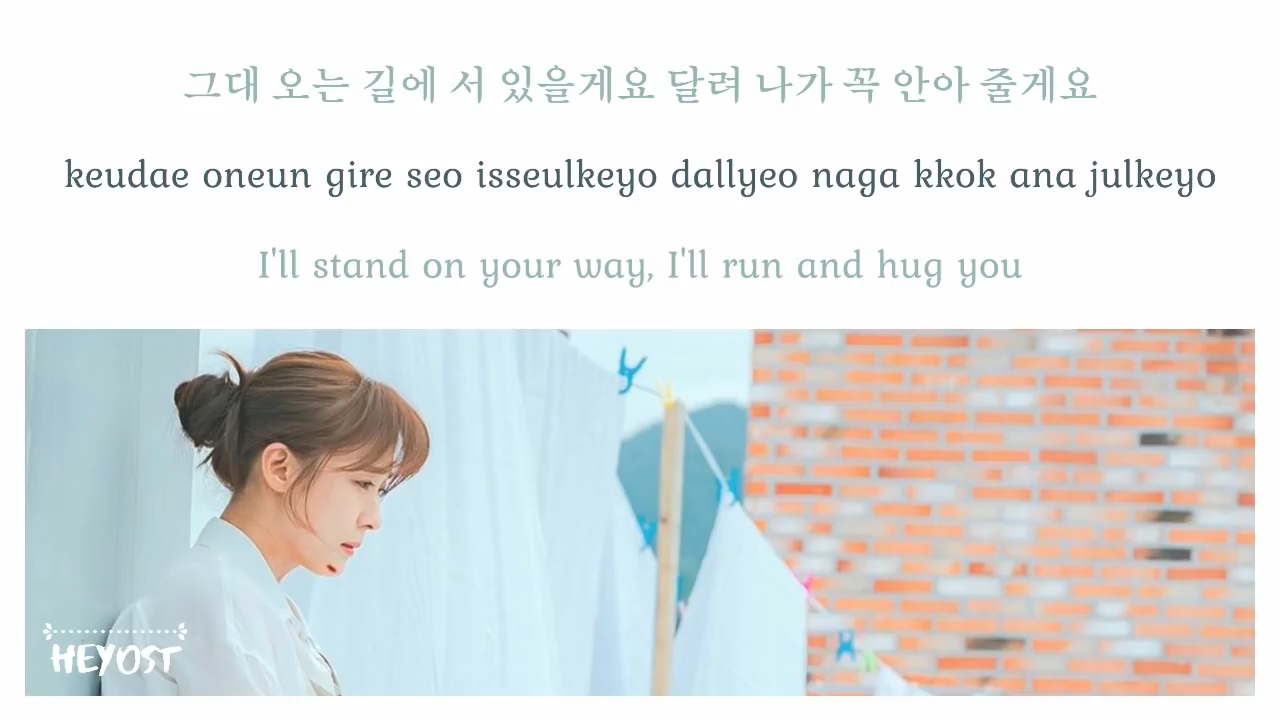 그대 오는 길에 서 있을게요 달려 나가 꼭 안아 줄게요
keudae oneun gire seo isseulkeyo dallyeo naga kkok ana julkeyo
I'll stand on your way, I'll run and hug you
HEYOST